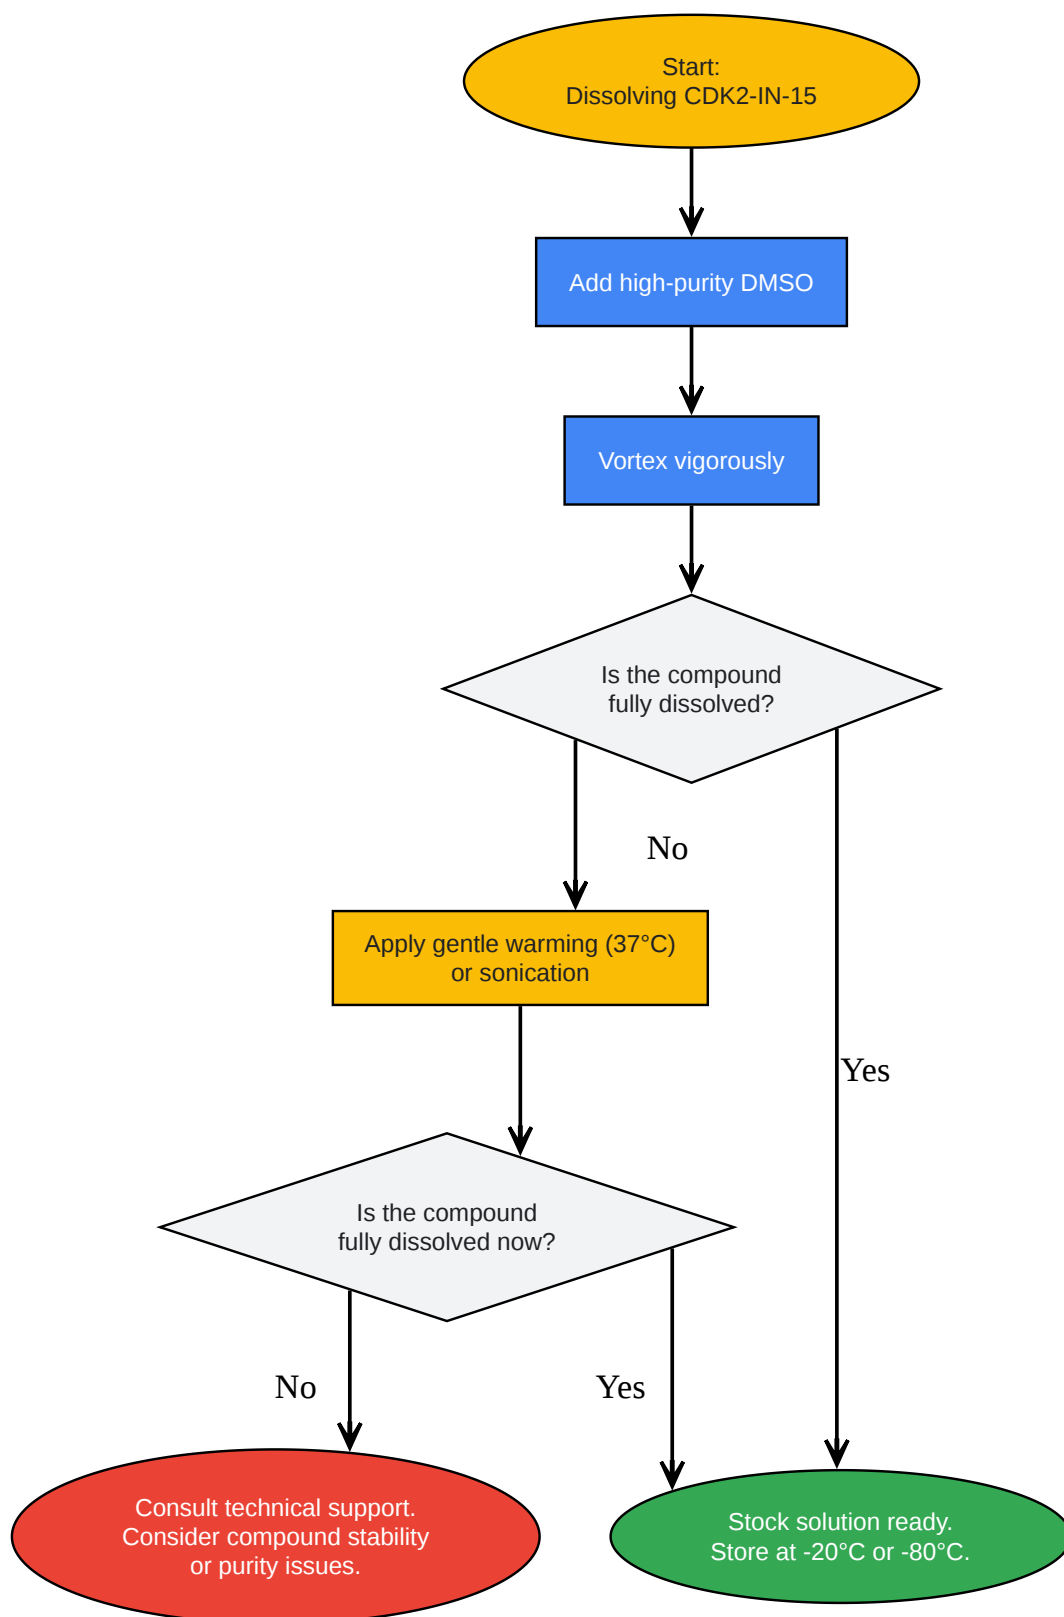 Start:
Dissolving CDK2-IN-15
Add high-purity DMSO
Vortex vigorously
Is the compound
fully dissolved?
No
Apply gentle warming (37°C)
or sonication
Yes
Is the compound
fully dissolved now?
No
Yes
Consult technical support.
Consider compound stability
or purity issues.
Stock solution ready.
Store at -20°C or -80°C.